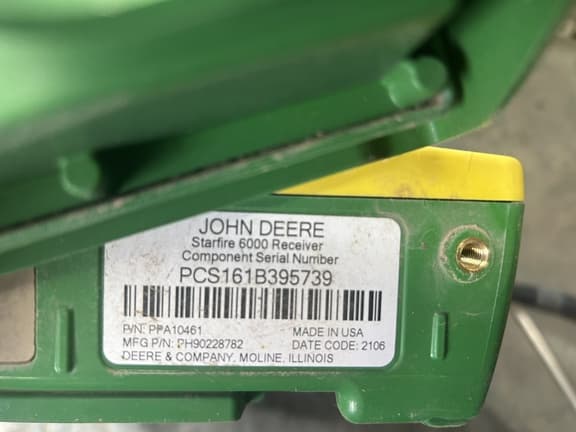 JOHN DEERE
Starfire 6000 Receiver
Component Serial Number
PCS161B395739
P/N: PFA10461 MADE IN USA
MFG P/N: PH90228782 DATE CODE: 2106
DEERE & COMPANY, MOLINE, ILLINOIS